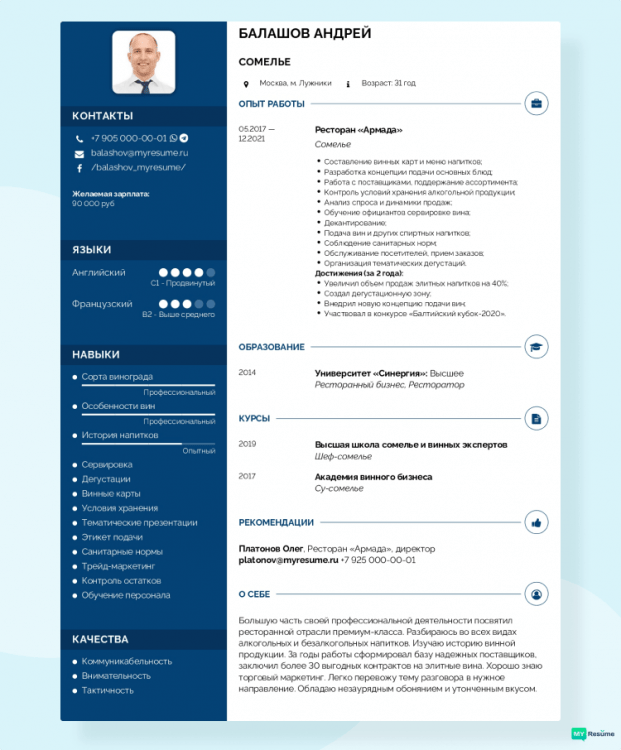 БАЛАШОВ АНДРЕЙ
СОМЕЛЬЕ
Москва, м. Лужники Возраст: 31 год
КОНТАКТЫ
+7 905 000-00-01
balashov@myresume.ru
/balashov_myresume/
Желаемая зарплата:
90 000 руб
ЯЗЫКИ
Английский
C1 - Продвинутый
Французский
B2 - Выше среднего
НАВЫКИ
Сорта винограда
Профессиональный
Особенности вин
Профессиональный
История напитков
Опытный
Сервировка
Дегустации
Винные карты
Условия хранения
Тематические презентации
Этикет подачи
Санитарные нормы
Трейд-маркетинг
Контроль остатков
Обучение персонала
КАЧЕСТВА
Коммуникабельность
Внимательность
Тактичность
ОПЫТ РАБОТЫ
05.2017 —
12.2021
Ресторан «Армада»
Сомелье
Составление винных карт и меню напитков;
Разработка концепции подачи основных блюд;
Работа с поставщиками, поддержание ассортимента;
Контроль условий хранения алкогольной продукции;
Анализ спроса и динамики продаж;
Обучение официантов сервировке вина;
Декантирование;
Подача вин и других спиртных напитков;
Соблюдение санитарных норм;
Обслуживание посетителей, прием заказов;
Организация тематических дегустаций.
Достижения (за 2 года):
Увеличил объем продаж элитных напитков на 40%;
Создал дегустационную зону;
Внедрил новую концепцию подачи вин;
Участвовал в конкурсе «Балтийский кубок-2020».
ОБРАЗОВАНИЕ
2014
Университет «Синергия»: Высшее
Ресторанный бизнес, Ресторатор
КУРСЫ
2019
Высшая школа сомелье и винных экспертов
Шеф-сомелье
2017
Академия винного бизнеса
Су-сомелье
РЕКОМЕНДАЦИИ
Платонов Олег, Ресторан «Армада», директор
platonov@myresume.ru +7 925 000-00-01
О СЕБЕ
Большую часть своей профессиональной деятельности посвятил
ресторанной отрасли премиум-класса. Разбираюсь во всех видах
алкогольных и безалкогольных напитков. Изучаю историю винной
продукции. За годы работы сформировал базу надежных поставщиков,
заключил более 30 выгодных контрактов на элитные вина. Хорошо знаю
торговый маркетинг. Легко перевожу тему разговора в нужное
направление. Обладаю незаурядным обонянием и утонченным вкусом.
MY Resume